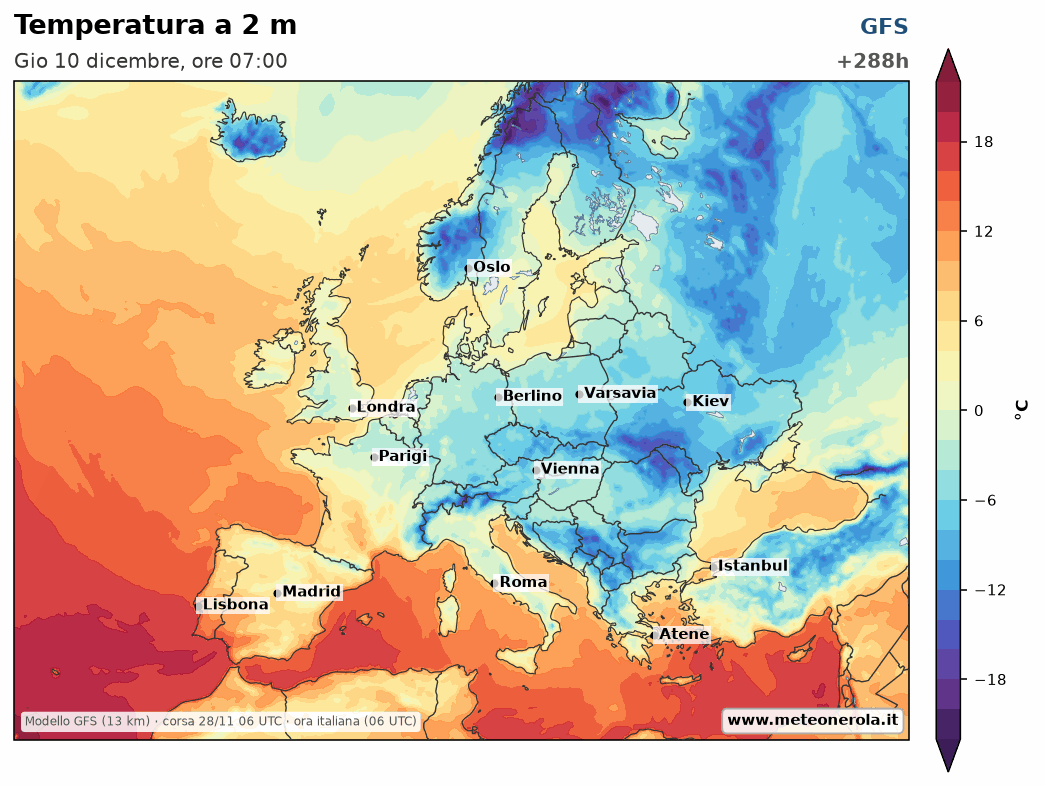 Temperatura a 2 m
GFS
Gio 10 dicembre, ore 07:00
+288h
18
12
6
0
−6
−12
−18
°C
Oslo
Londra
Berlino
Varsavia
Kiev
Parigi
Vienna
Istanbul
Roma
Madrid
Lisbona
Atene
Modello GFS (13 km) · corsa 28/11 06 UTC · ora italiana (06 UTC)
www.meteonerola.it